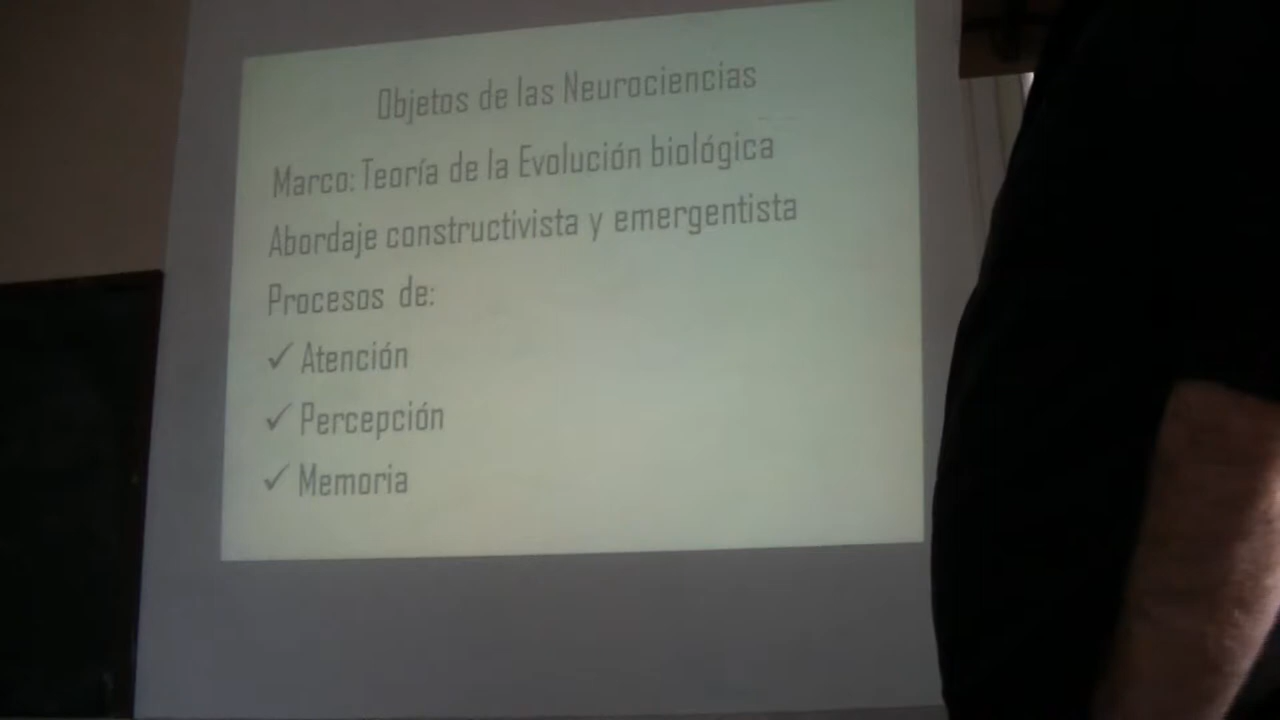 Objetos de las Neurociencias
Marco: Teoría de la Evolución biológica
Abordaje constructivista y emergentista
Procesos de:
✓ Atención
✓ Percepción
✓ Memoria